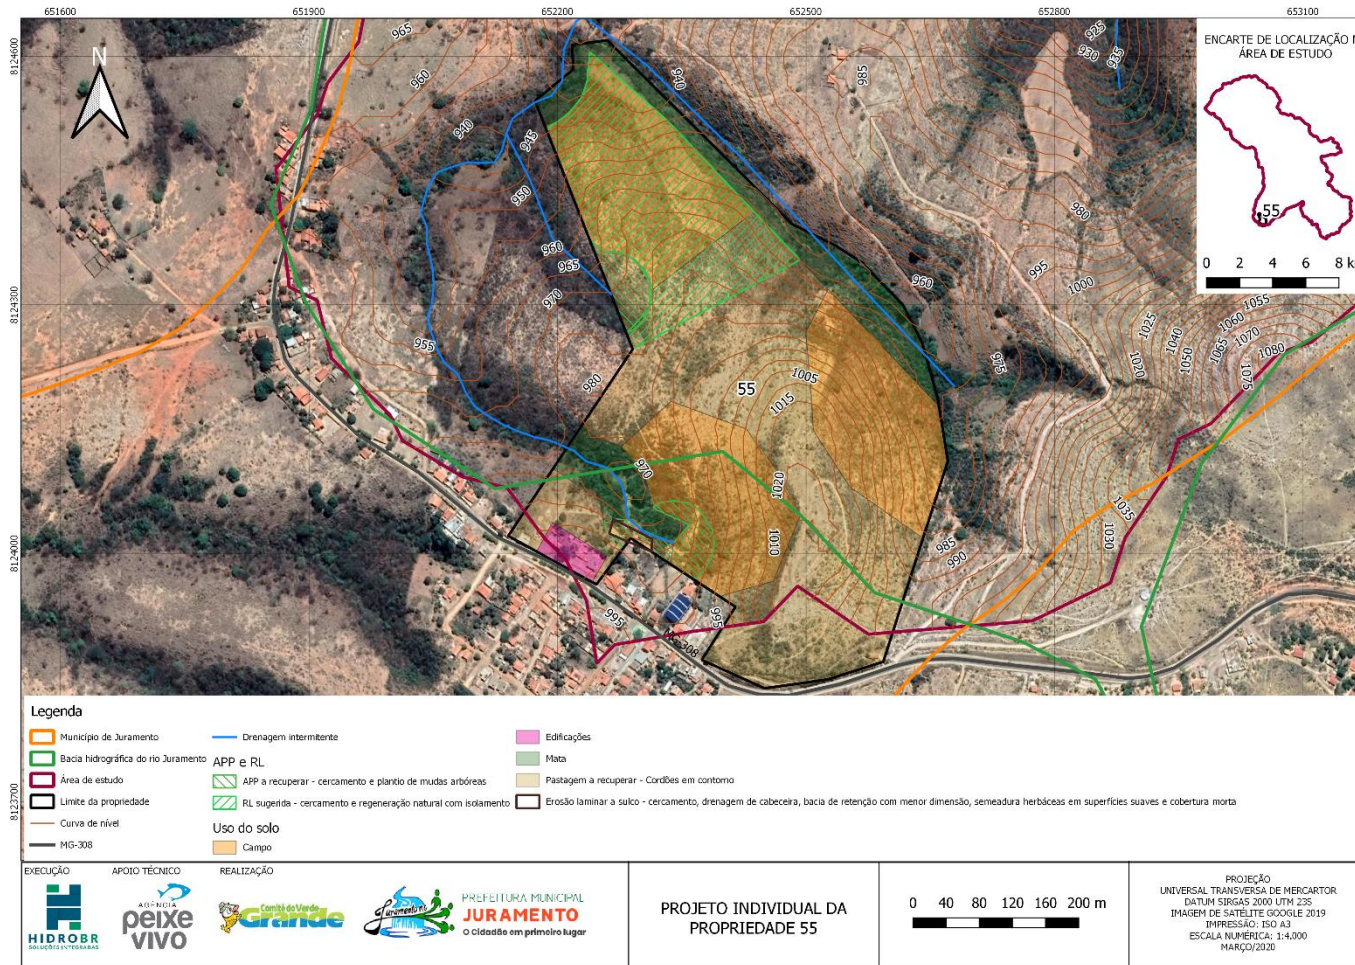 651600 651900 652200 652500 652800 653100
8124600
8124300
8124000
8123700
N
965
960
940
945
950
960
965
970
955
980
940
985
925
930
935
980
995
1000
960
975
1025
1040
1050
1020
1055
1060
1065
1070
1080
1075
55
1005
1015
970
1020
1010
985
990
1035
1030
995
995
MG-308
ENCARTE DE LOCALIZAÇÃO
ÁREA DE ESTUDO
55
0 2 4 6 8 k
Legenda
Município de Juramento
Bacia hidrográfica do rio Juramento
Área de estudo
Limite da propriedade
Curva de nível
MG-308
Drenagem intermitente
APP e RL
APP a recuperar - cercamento e plantio de mudas arbóreas
RL sugerida - cercamento e regeneração natural com isolamento
Uso do solo
Campo
Edificações
Mata
Pastagem a recuperar - Cordões em contorno
Erosão laminar a sulco - cercamento, drenagem de cabeceira, bacia de retenção com menor dimensão, semeadura herbáceas em superfícies suaves e cobertura morta
EXECUÇÃO
HIDROBR
SOLUÇÕES INTEGRADAS
APOIO TÉCNICO
AGÊNCIA
peixe
vivo
REALIZAÇÃO
Comitê do Verde
Grande
PREFEITURA MUNICIPAL
JURAMENTO
O Cidadão em primeiro lugar
PROJETO INDIVIDUAL DA
PROPRIEDADE 55
0 40 80 120 160 200 m
PROJEÇÃO
UNIVERSAL TRANSVERSA DE MERCARTOR
DATUM SIRGAS 2000 UTM 23S
IMAGEM DE SATÉLITE GOOGLE 2019
IMPRESSÃO: ISO A3
ESCALA NUMÉRICA: 1:4.000
MARÇO/2020